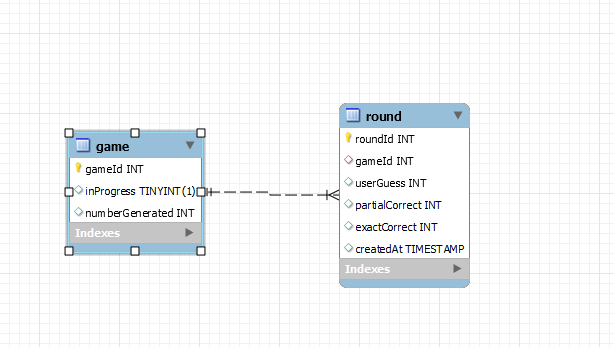 game
gameId INT
inProgress TINYINT(1)
numberGenerated INT
Indexes
round
roundId INT
gameId INT
userGuess INT
partialCorrect INT
exactCorrect INT
createdAt TIMESTAMP
Indexes